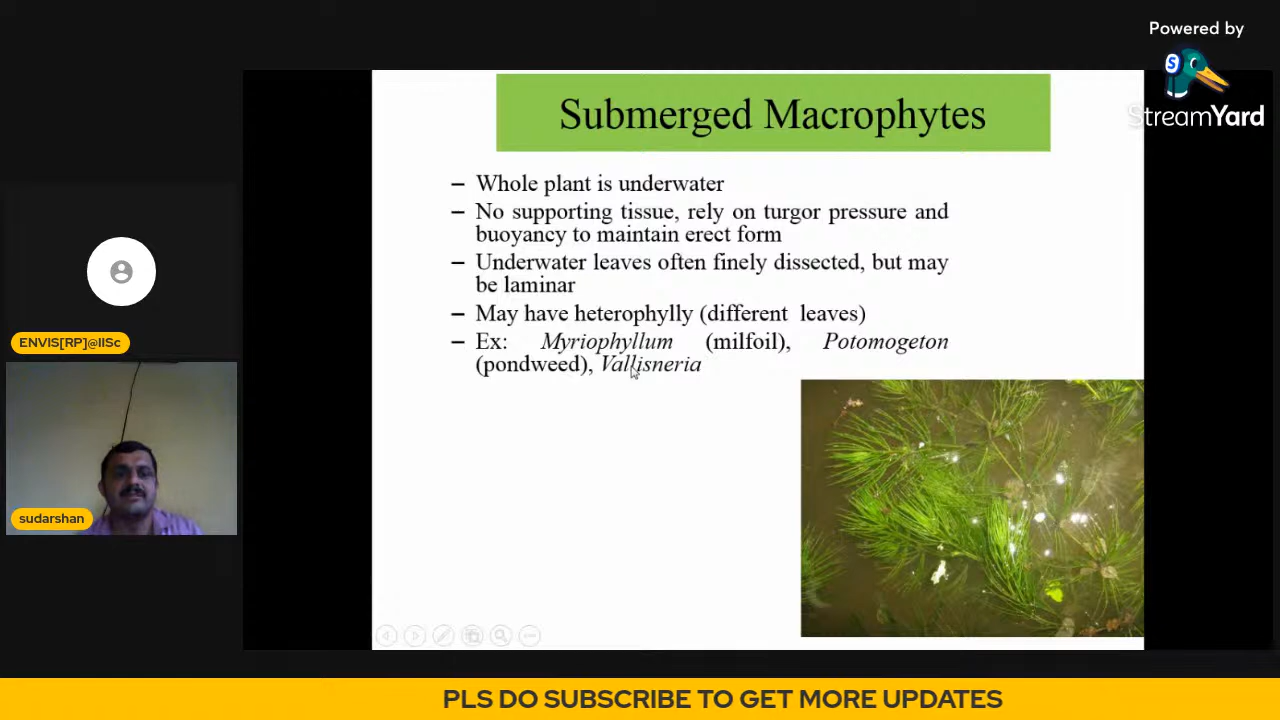 Powered by
S
StreamYard
Submerged Macrophytes
– Whole plant is underwater
– No supporting tissue, rely on turgor pressure and
buoyancy to maintain erect form
– Underwater leaves often finely dissected, but may
be laminar
– May have heterophylly (different leaves)
– Ex: Myriophyllum (milfoil), Potomogeton
(pondweed), Vallisneria
ENVIS[RP]@IISc
sudarshan
PLS DO SUBSCRIBE TO GET MORE UPDATES